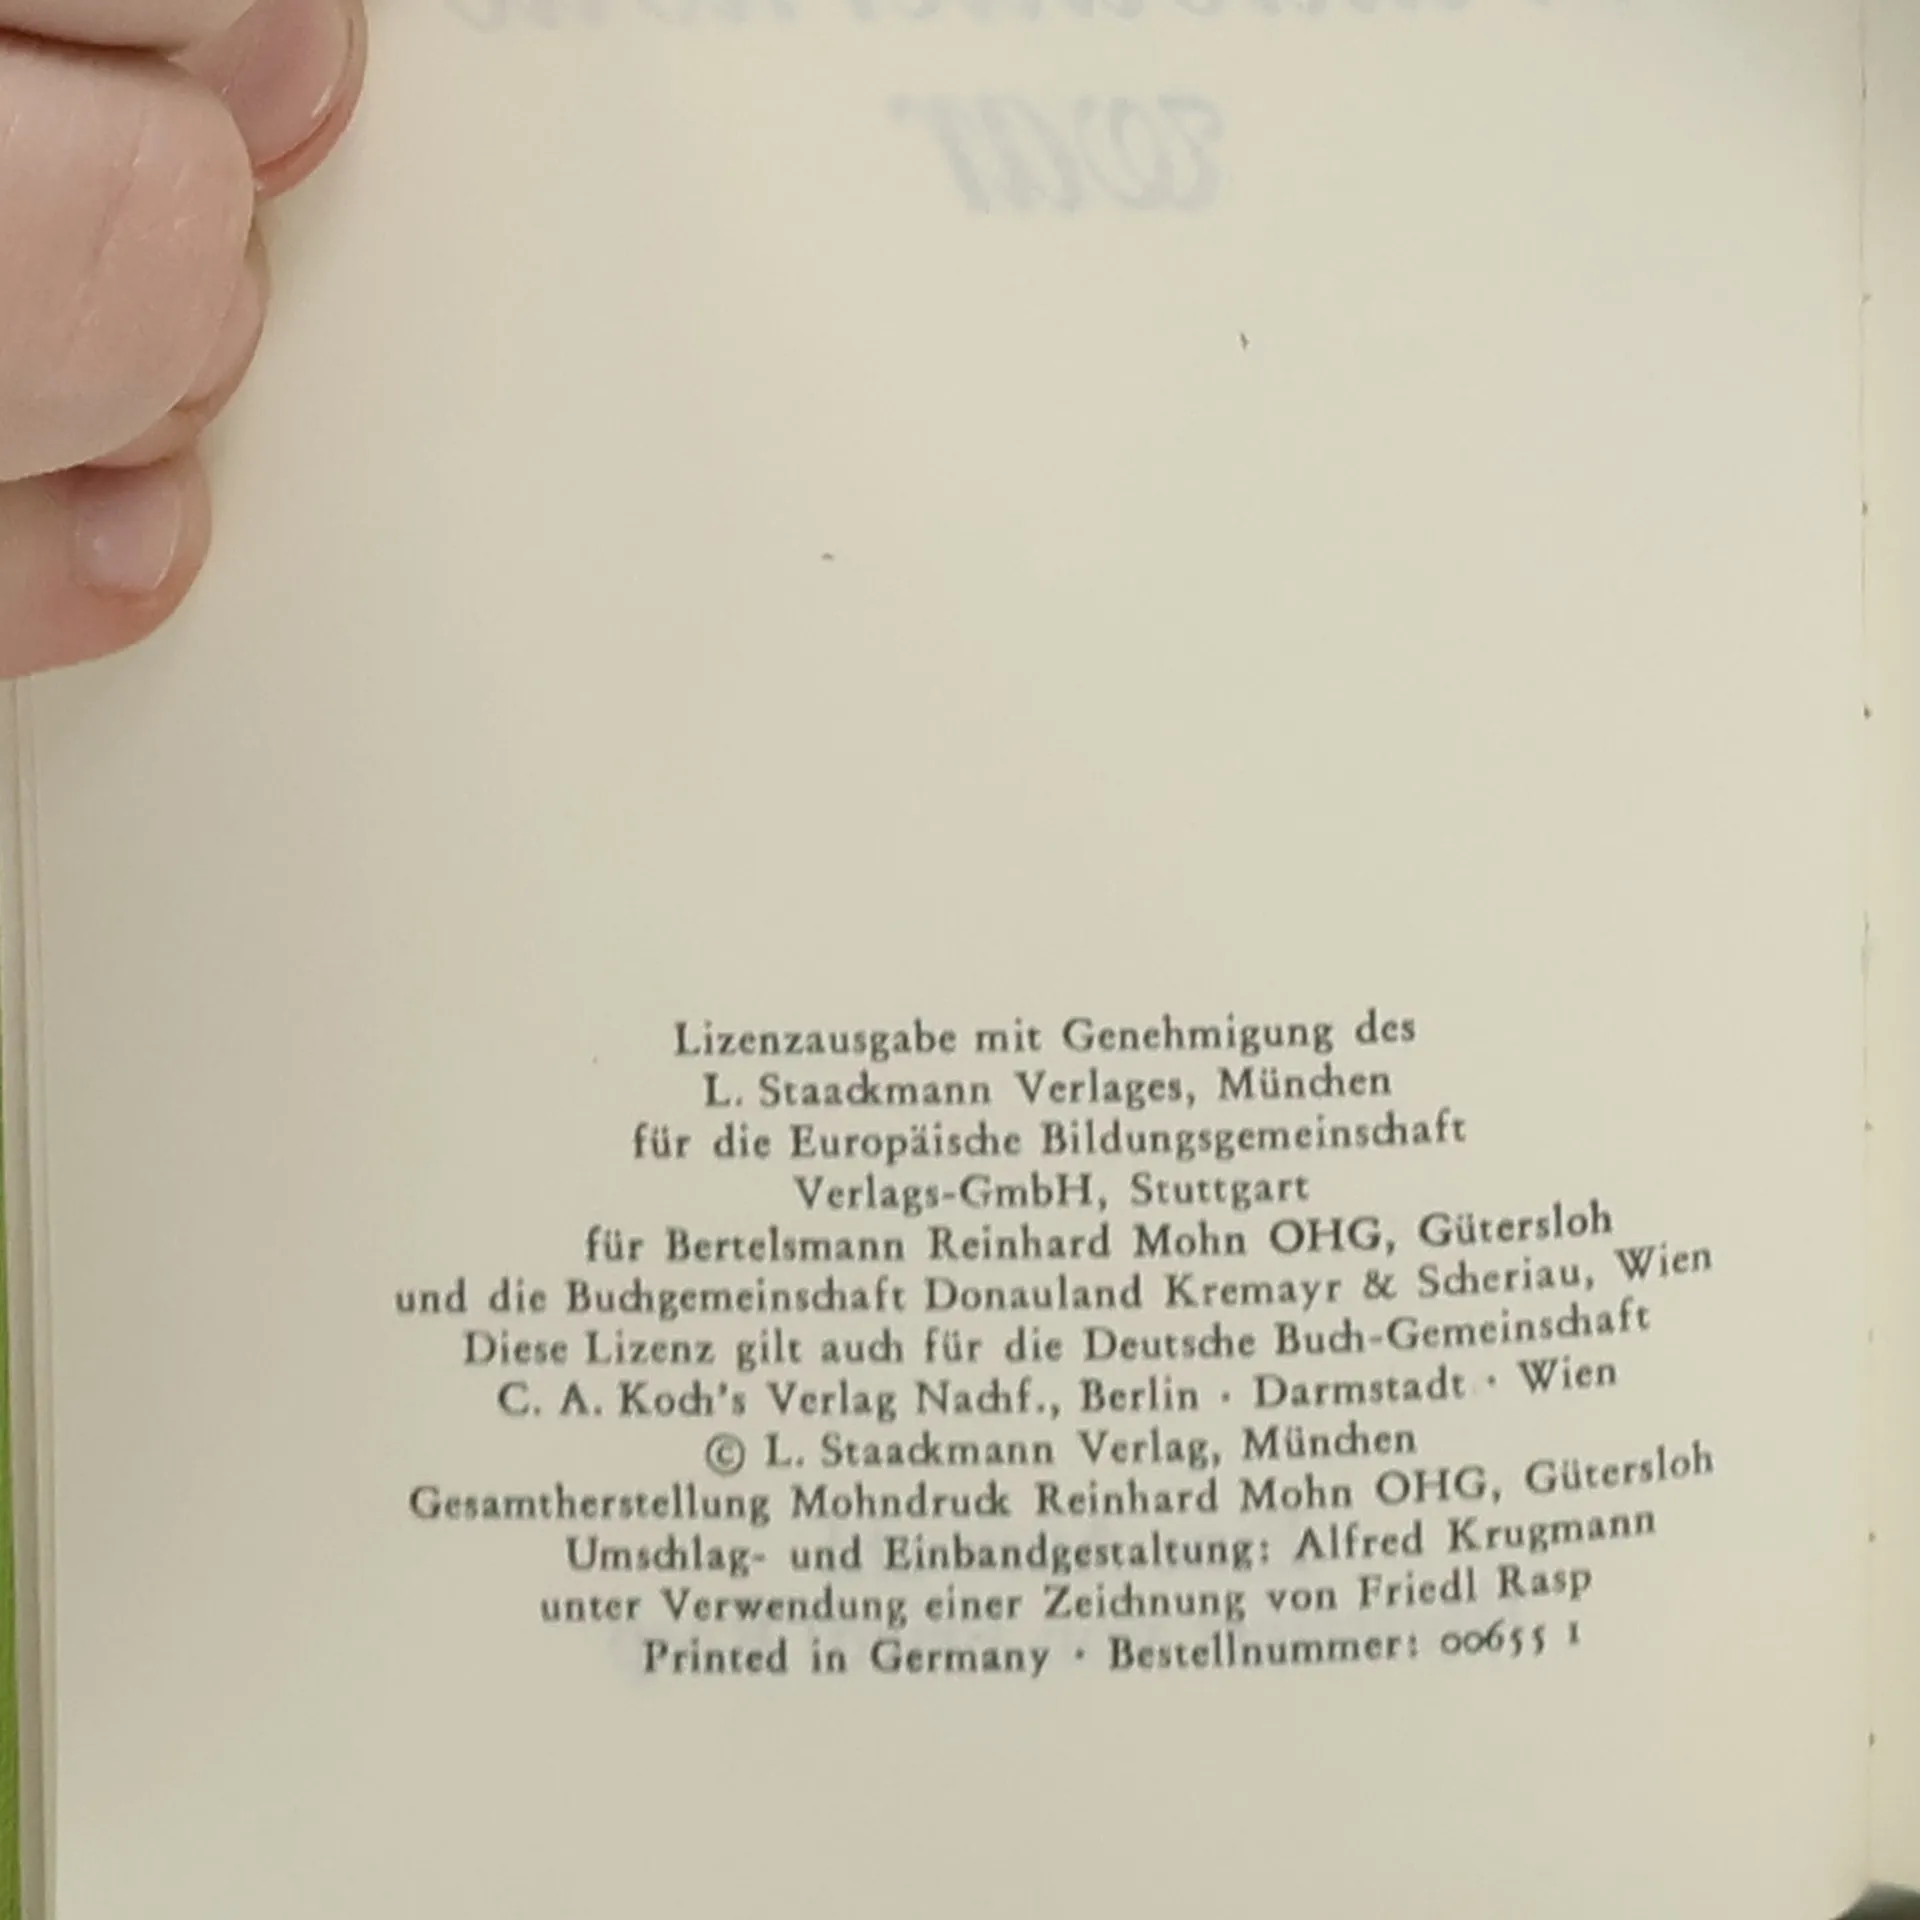 war
Lizenzausgabe mit Genehmigung des
L. Staackmann Verlages, München
für die Europäische Bildungsgemeinschaft
Verlags-GmbH, Stuttgart
für Bertelsmann Reinhard Mohn OHG, Gütersloh
und die Buchgemeinschaft Donauland Kremayr & Scheriau, Wien
Diese Lizenz gilt auch für die Deutsche Buch-Gemeinschaft
C. A. Koch's Verlag Nachf., Berlin · Darmstadt · Wien
© L. Staackmann Verlag, München
Gesamtherstellung Mohndruck Reinhard Mohn OHG, Gütersloh
Umschlag- und Einbandgestaltung: Alfred Krugmann
unter Verwendung einer Zeichnung von Friedl Rasp
Printed in Germany · Bestellnummer: 00655 1